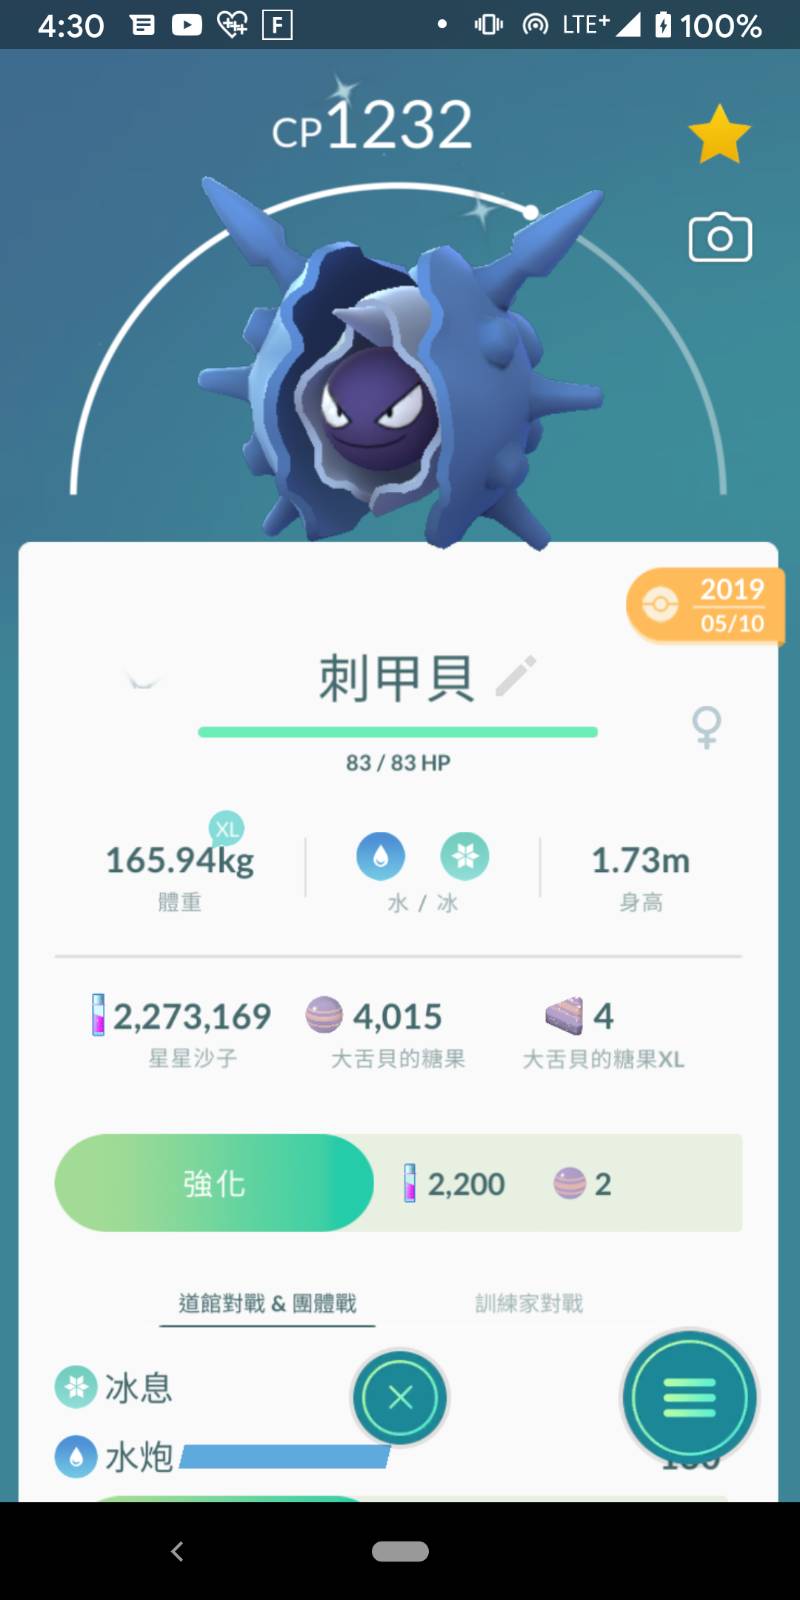 4:30 F LTE+ 100%
CP1232
2019
05/10
刺甲貝
83 / 83 HP
XL
165.94kg 1.73m
體重 水 / 冰 身高
2,273,169 4,015 4
星星沙子 大舌貝的糖果 大舌貝的糖果XL
強化 2,200 2
道館對戰 & 團體戰 訓練家對戰
冰息
水炮